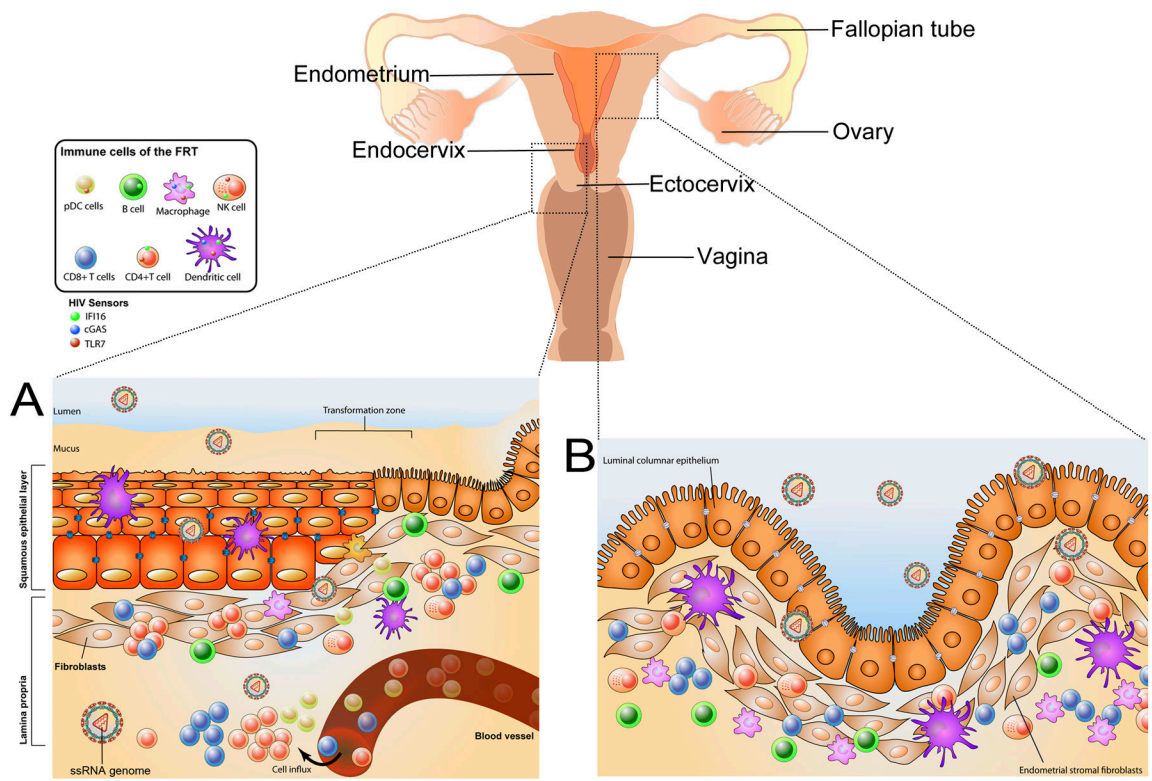 Fallopian tube
Endometrium
Ovary
Endocervix
Ectocervix
Vagina
Immune cells of the FRT
pDC cells
B cell
Macrophage
NK cell
CD8+ T cells
CD4+T cell
Dendritic cell
HIV Sensors
IFI16
cGAS
TLR7
A
Lumen
Transformation zone
Mucus
Squamous epithelial layer
Fibroblasts
Lamina propria
ssRNA genome
Cell influx
Blood vessel
B
Luminal columnar epithelium
Endometrial stromal fibroblasts